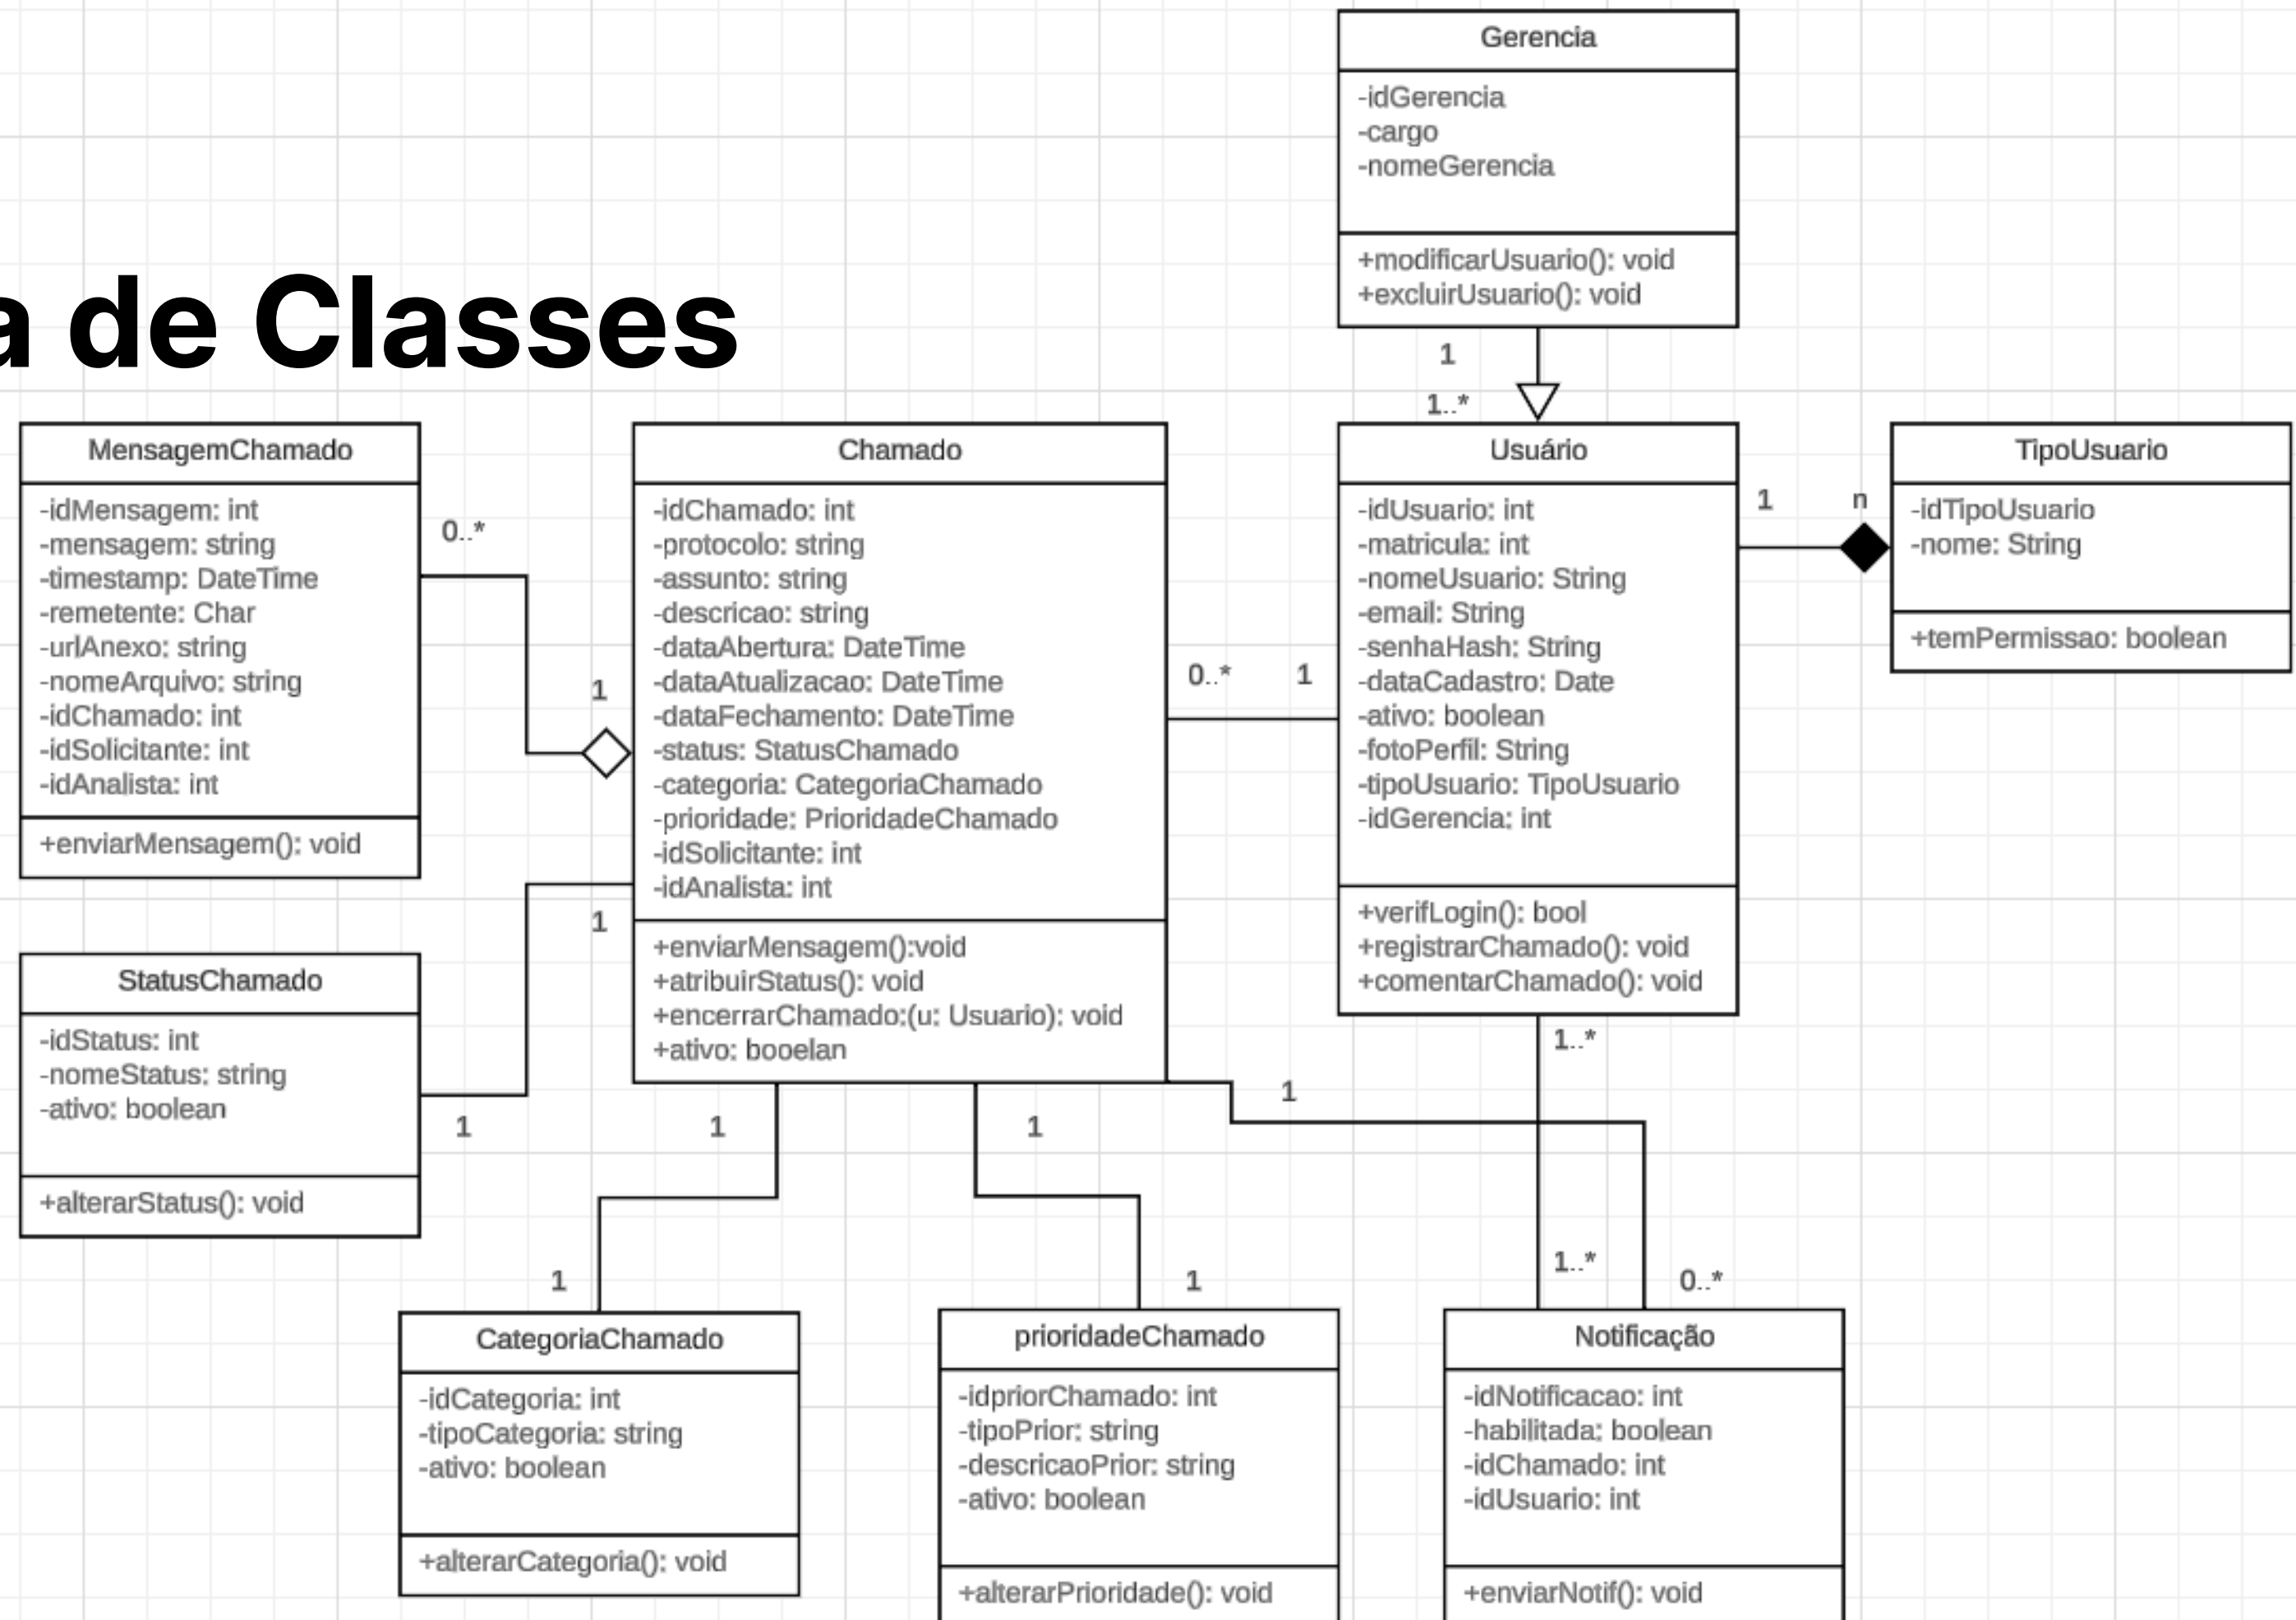 Gerencia
-idGerencia
-cargo
-nomeGerencia
+modificarUsuario(): void
+excluirUsuario(): void
a de Classes
1
1..*
MensagemChamado
-idMensagem: int
-mensagem: string
-timestamp: DateTime
-remetente: Char
-urlAnexo: string
-nomeArquivo: string
-idChamado: int
-idSolicitante: int
-idAnalista: int
+enviarMensagem(): void
0..*
1
Chamado
-idChamado: int
-protocolo: string
-assunto: string
-descricao: string
-dataAbertura: DateTime
-dataAtualizacao: DateTime
-dataFechamento: DateTime
-status: StatusChamado
-categoria: CategoriaChamado
-prioridade: PrioridadeChamado
-idSolicitante: int
-idAnalista: int
+enviarMensagem():void
+atribuirStatus(): void
+encerrarChamado:(u: Usuario): void
+ativo: booelan
0..* 1
Usuário
-idUsuario: int
-matricula: int
-nomeUsuario: String
-email: String
-senhaHash: String
-dataCadastro: Date
-ativo: boolean
-fotoPerfil: String
-tipoUsuario: TipoUsuario
-idGerencia: int
+verifLogin(): bool
+registrarChamado(): void
+comentarChamado(): void
1 n
TipoUsuario
-idTipoUsuario
-nome: String
+temPermissao: boolean
1
StatusChamado
-idStatus: int
-nomeStatus: string
-ativo: boolean
+alterarStatus(): void
1
1
1
1
1..*
1
1
1..*
0..*
CategoriaChamado
-idCategoria: int
-tipoCategoria: string
-ativo: boolean
+alterarCategoria(): void
prioridadeChamado
-idpriorChamado: int
-tipoPrior: string
-descricaoPrior: string
-ativo: boolean
+alterarPrioridade(): void
Notificação
-idNotificacao: int
-habilitada: boolean
-idChamado: int
-idUsuario: int
+enviarNotif(): void